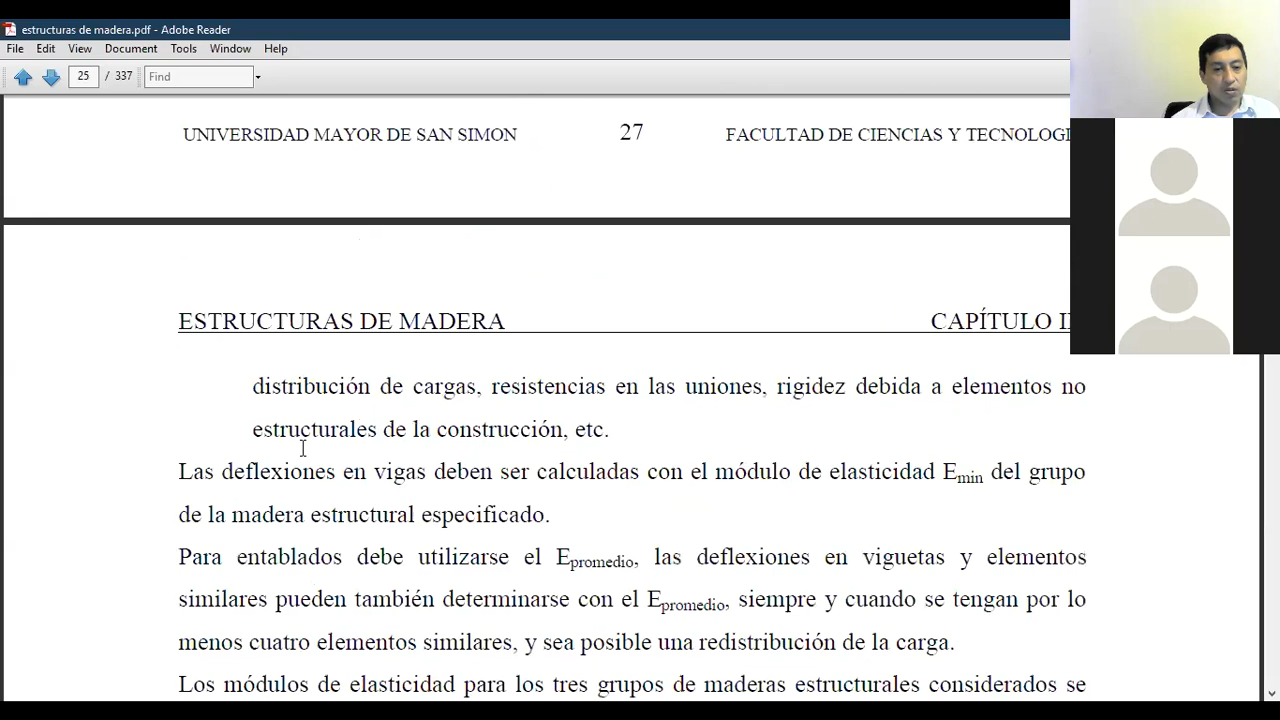 estructuras de madera.pdf - Adobe Reader
File Edit View Document Tools Window Help
25 / 337 Find
UNIVERSIDAD MAYOR DE SAN SIMON 27 FACULTAD DE CIENCIAS Y TECNOLOGI
ESTRUCTURAS DE MADERA CAPÍTULO I
distribución de cargas, resistencias en las uniones, rigidez debida a elementos no
estructurales de la construcción, etc.
Las deflexiones en vigas deben ser calculadas con el módulo de elasticidad Emin del grupo
de la madera estructural especificado.
Para entablados debe utilizarse el Epromedio, las deflexiones en viguetas y elementos
similares pueden también determinarse con el Epromedio, siempre y cuando se tengan por lo
menos cuatro elementos similares, y sea posible una redistribución de la carga.
Los módulos de elasticidad para los tres grupos de maderas estructurales considerados se